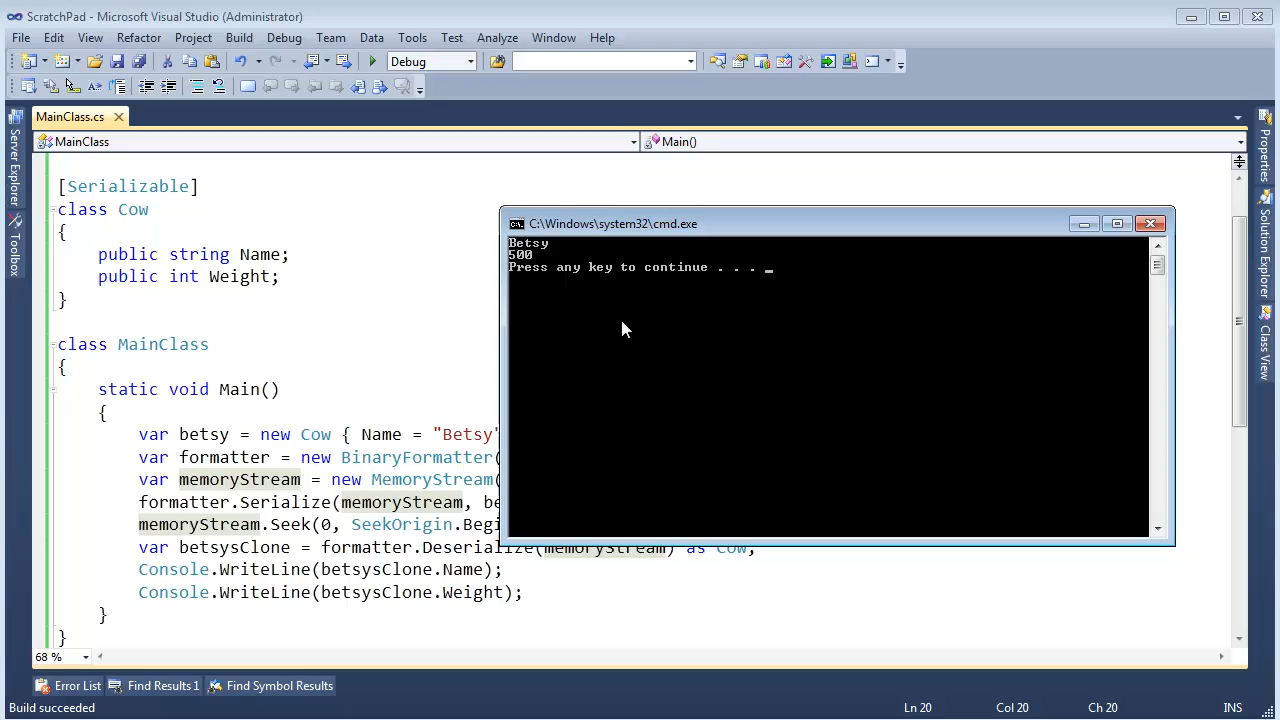 ScratchPad - Microsoft Visual Studio (Administrator)
File Edit View Refactor Project Build Debug Team Data Tools Test Analyze Window Help
Debug
MainClass.cs
MainClass
Main()
Server Explorer
Toolbox
Properties
Solution Explorer
Class View
[Serializable]
class Cow
{
public string Name;
public int Weight;
}
class MainClass
{
static void Main()
{
var betsy = new Cow { Name = "Betsy"
var formatter = new BinaryFormatter(
var memoryStream = new MemoryStream(
formatter.Serialize(memoryStream, be
memoryStream.Seek(0, SeekOrigin.Begi
var betsysClone = formatter.Deserialize(memoryStream) as Cow;
Console.WriteLine(betsysClone.Name);
Console.WriteLine(betsysClone.Weight);
}
}
C:\Windows\system32\cmd.exe
Betsy
500
Press any key to continue . . . _
68 %
Error List Find Results 1 Find Symbol Results
Build succeeded Ln 20 Col 20 Ch 20 INS